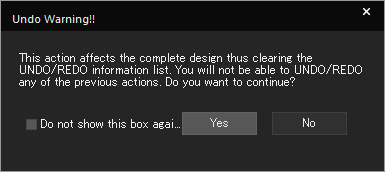 Undo Warning!!
This action affects the complete design thus clearing the
UNDO/REDO information list. You will not be able to UNDO/REDO
any of the previous actions. Do you want to continue?
Do not show this box agai... Yes No